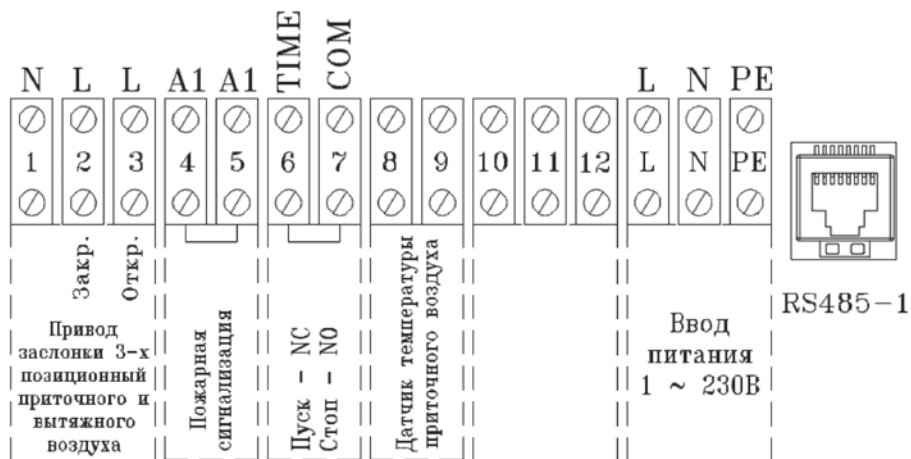 N L L A1 A1 TIME COM L N PE
1 2 3 4 5 6 7 8 9 10 11 12 L N PE
Закр.
Откр.
Привод
заслонки 3-х
позиционный
приточного и
вытяжного
воздуха
Пожарная
сигнализация
Пуск - NC
Стоп - NO
Датчик температуры
приточного воздуха
Ввод
питания
1 ~ 230В
RS485-1